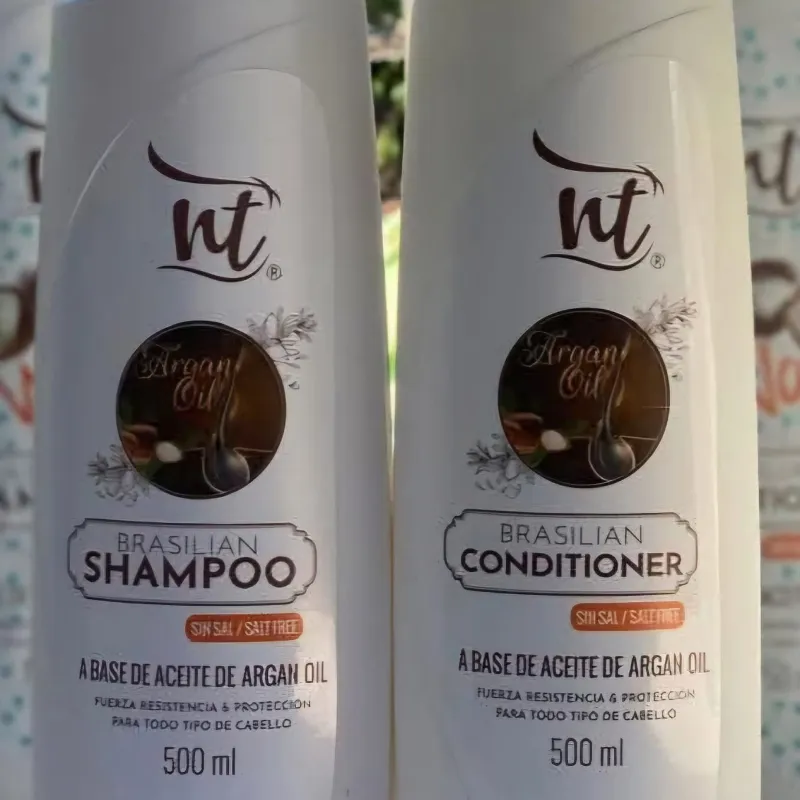 nt
®
Argan
Oil
BRASILIAN
SHAMPOO
SIN SAL / SALT FREE
A BASE DE ACEITE DE ARGAN OIL
FUERZA RESISTENCIA & PROTECCIÓN
PARA TODO TIPO DE CABELLO
500 ml
nt
®
Argan
Oil
BRASILIAN
CONDITIONER
SIN SAL / SALT FREE
A BASE DE ACEITE DE ARGAN OIL
FUERZA RESISTENCIA & PROTECCIÓN
PARA TODO TIPO DE CABELLO
500 ml